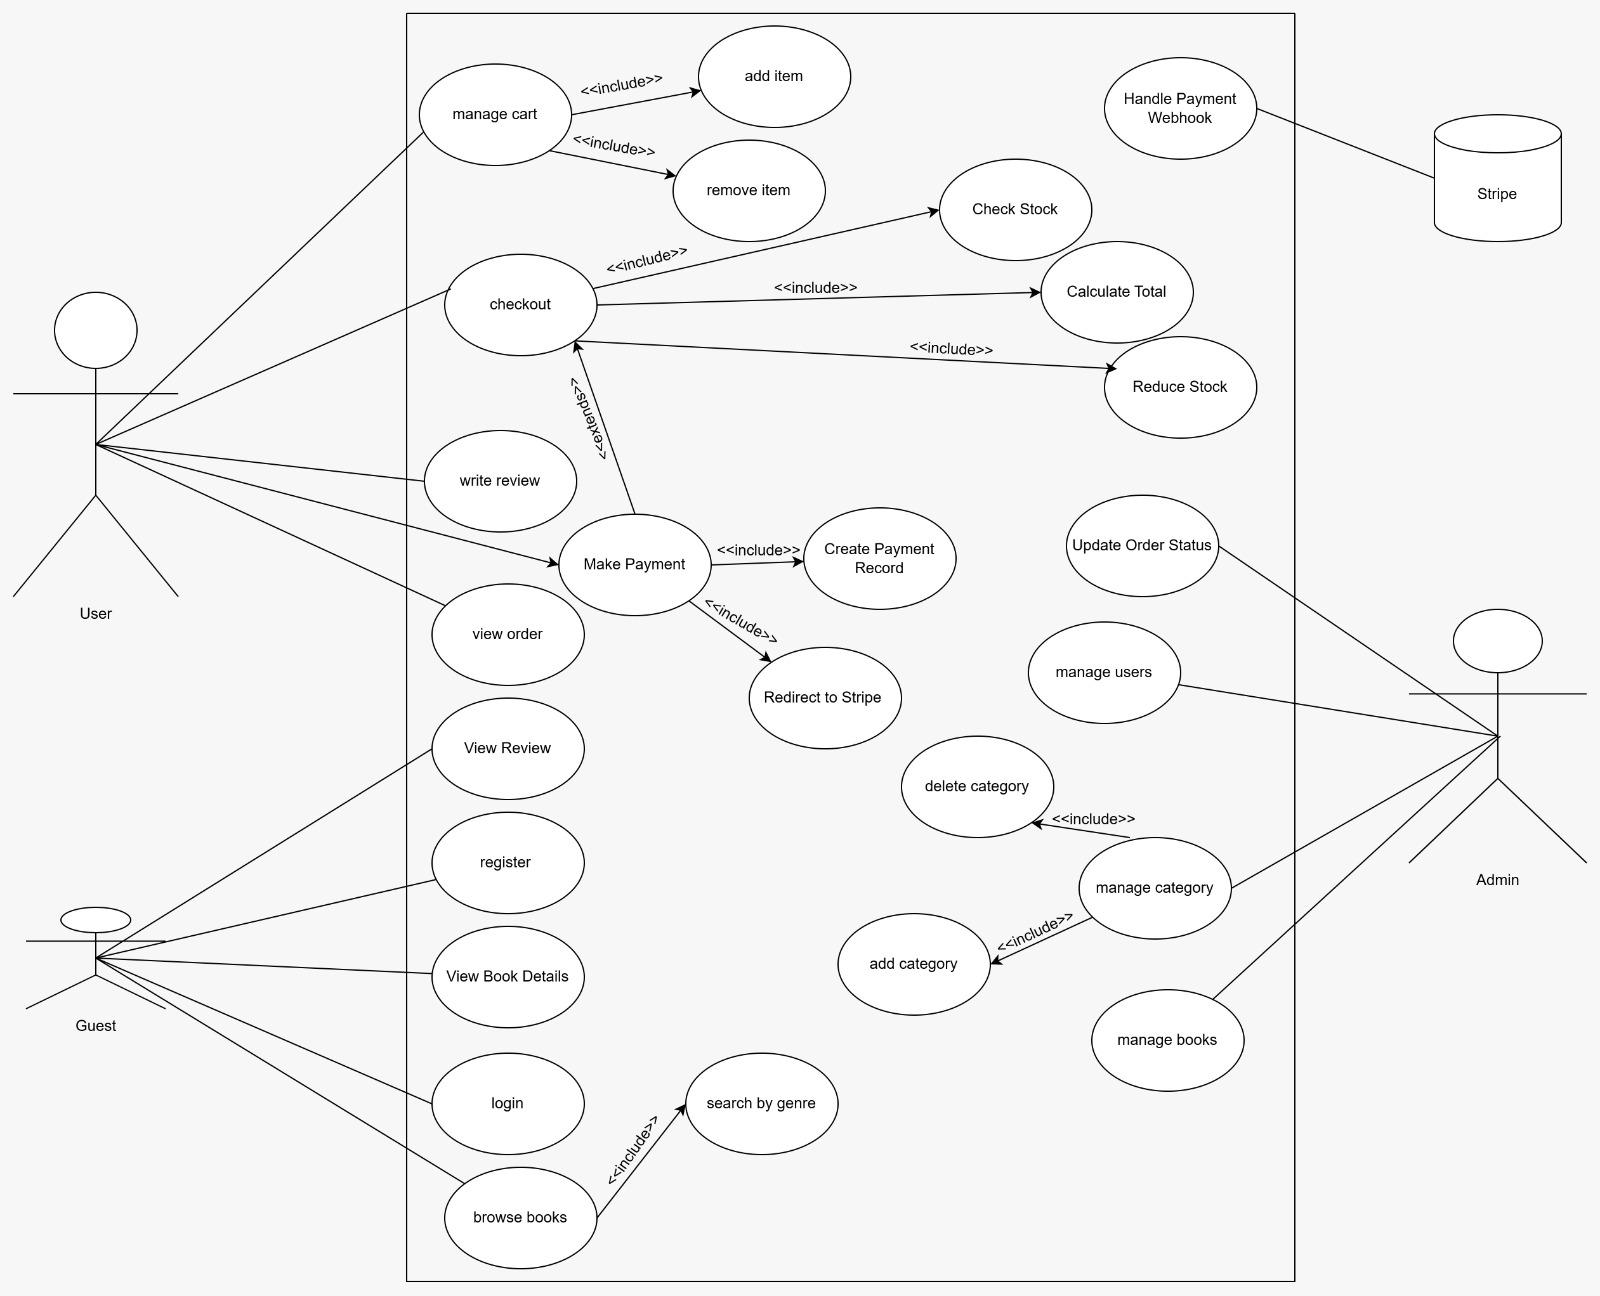 add item
<<include>>
manage cart
Handle Payment
Webhook
<<include>>
remove item
Stripe
Check Stock
<<include>>
<<include>>
Calculate Total
checkout
<<include>>
Reduce Stock
<<extends>>
write review
Make Payment
<<include>>
Create Payment
Record
Update Order Status
User
view order
<<include>>
manage users
Redirect to Stripe
View Review
delete category
<<include>>
register
manage category
Admin
<<include>>
add category
View Book Details
Guest
manage books
login
search by genre
<<include>>
browse books